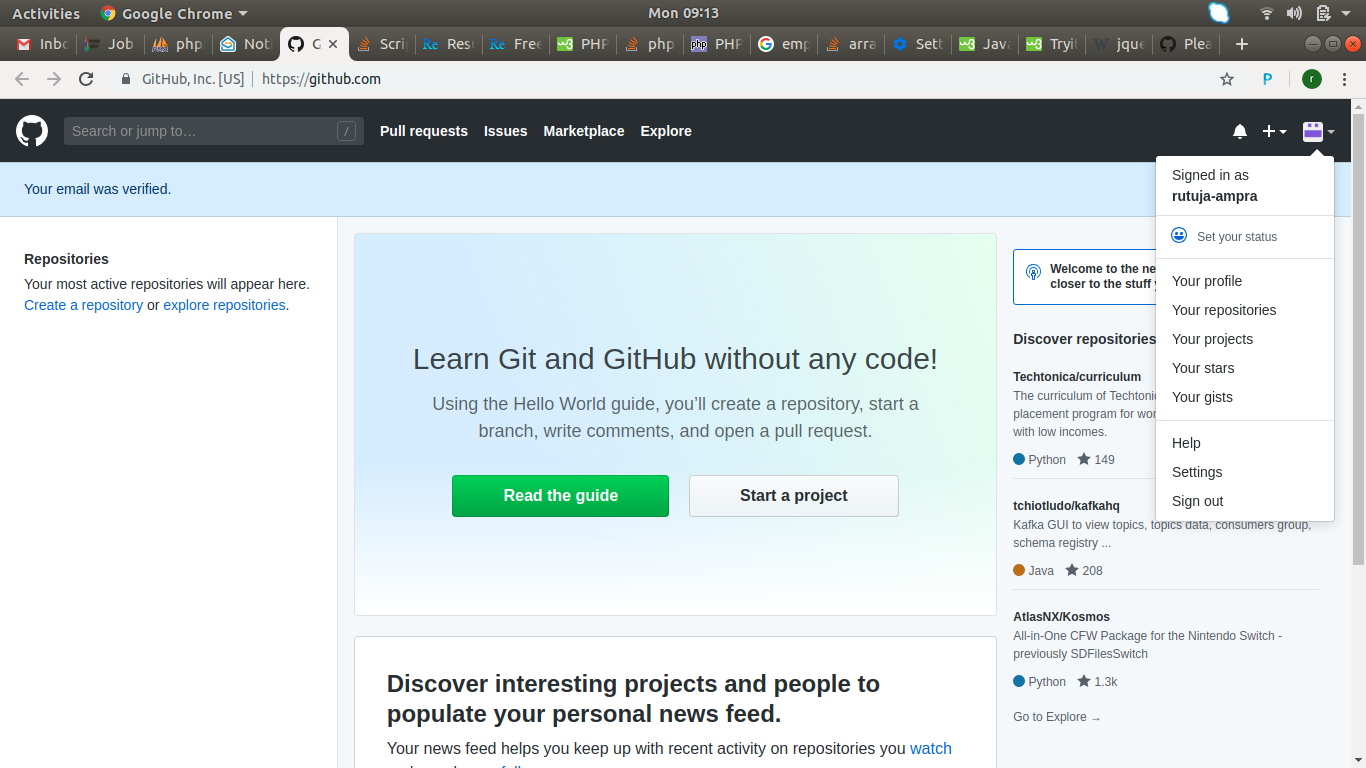 Activities Google Chrome Mon 09:13
Inbo Job php Noti G Scrip Resu Free PHP php PHP emp arra Sett Java Tryit jque Plea
GitHub, Inc. [US] https://github.com P r
Search or jump to… / Pull requests Issues Marketplace Explore
Your email was verified.
Signed in as
rutuja-ampra
Set your status
Your profile
Your repositories
Your projects
Your stars
Your gists
Help
Settings
Sign out
Repositories
Your most active repositories will appear here.
Create a repository or explore repositories.
Learn Git and GitHub without any code!
Using the Hello World guide, you’ll create a repository, start a
branch, write comments, and open a pull request.
Read the guide Start a project
Discover interesting projects and people to
populate your personal news feed.
Your news feed helps you keep up with recent activity on repositories you watch
Welcome to the ne
closer to the stuff
Discover repositories
Techtonica/curriculum
The curriculum of Techtonic
placement program for wo
with low incomes.
Python 149
tchiotludo/kafkahq
Kafka GUI to view topics, topics data, consumers group,
schema registry ...
Java 208
AtlasNX/Kosmos
All-in-One CFW Package for the Nintendo Switch -
previously SDFilesSwitch
Python 1.3k
Go to Explore →